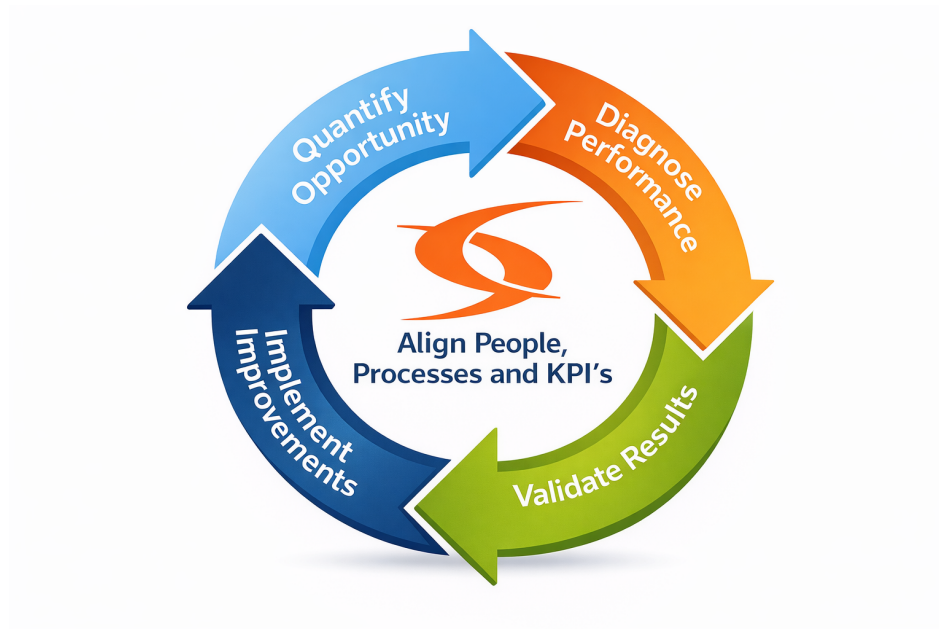 Quantify
Opportunity
Diagnose
Performance
Align People,
Processes and KPI's
Validate Results
Implement
Improvements